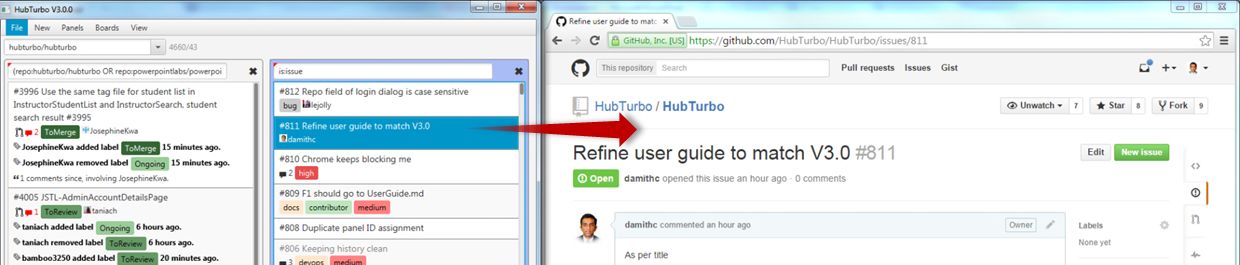 HubTurbo V3.0.0
File New Panels Boards View
hubturbo/hubturbo 4660/43
(repo:hubturbo/hubturbo OR repo:powerpointlabs/powerpoi
#3996 Use the same tag file for student list in
InstructorStudentList and InstructorSearch, student
search result #3995
2 ToMerge JosephineKwa
JosephineKwa added label ToMerge 15 minutes ago.
JosephineKwa removed label Ongoing 15 minutes ago.
1 comments since, involving JosephineKwa.
#4005 JSTL-AdminAccountDetailsPage
1 ToReview taniach
taniach added label Ongoing 6 hours ago.
taniach removed label ToReview 6 hours ago.
bamboo3250 added label ToReview 20 minutes ago.
is:issue
#812 Repo field of login dialog is case sensitive
bug lejolly
#811 Refine user guide to match V3.0
damithc
#810 Chrome keeps blocking me
2 high
#809 F1 should go to UserGuide.md
docs contributor medium
#808 Duplicate panel ID assignment
#806 Keeping history clean
3 devops medium
Refine user guide to matc
GitHub, Inc. [US] https://github.com/HubTurbo/HubTurbo/issues/811
This repository Search Pull requests Issues Gist
HubTurbo / HubTurbo Unwatch 7 Star 8 Fork 9
Refine user guide to match V3.0 #811 Edit New issue
Open damithc opened this issue an hour ago · 0 comments
damithc commented an hour ago Owner
As per title
Labels
None yet